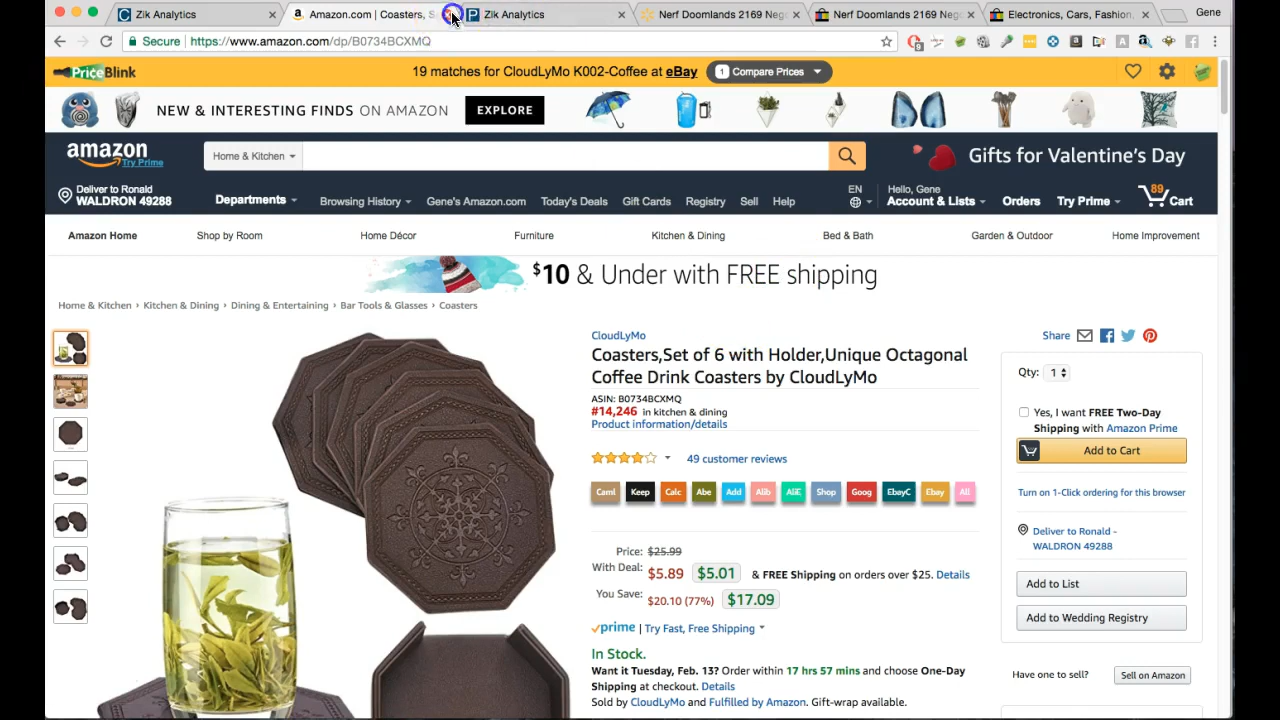 Zik Analytics
Amazon.com | Coasters, S
Zik Analytics
Nerf Doomlands 2169 Neg
Nerf Doomlands 2169 Neg
Electronics, Cars, Fashion,
Gene
Secure | https://www.amazon.com/dp/B0734BCXMQ
PriceBlink
19 matches for CloudLyMo K002-Coffee at eBay
1 Compare Prices
NEW & INTERESTING FINDS ON AMAZON
EXPLORE
amazon
Try Prime
Home & Kitchen
Gifts for Valentine's Day
Deliver to Ronald
WALDRON 49288
Departments
Browsing History
Gene's Amazon.com
Today's Deals
Gift Cards
Registry
Sell
Help
EN
Hello, Gene
Account & Lists
Orders
Try Prime
89
Cart
Amazon Home
Shop by Room
Home Décor
Furniture
Kitchen & Dining
Bed & Bath
Garden & Outdoor
Home Improvement
$10 & Under with FREE shipping
Home & Kitchen › Kitchen & Dining › Dining & Entertaining › Bar Tools & Glasses › Coasters
CloudLyMo
Coasters,Set of 6 with Holder,Unique Octagonal
Coffee Drink Coasters by CloudLyMo
ASIN: B0734BCXMQ
#14,246 in kitchen & dining
Product information/details
49 customer reviews
Caml
Keep
Calc
Abe
Add
Alib
AliE
Shop
Goog
EbayC
Ebay
All
Price: $25.99
With Deal: $5.89 $5.01 & FREE Shipping on orders over $25. Details
You Save: $20.10 (77%) $17.09
prime | Try Fast, Free Shipping
In Stock.
Want it Tuesday, Feb. 13? Order within 17 hrs 57 mins and choose One-Day
Shipping at checkout. Details
Sold by CloudLyMo and Fulfilled by Amazon. Gift-wrap available.
Share
Qty: 1
Yes, I want FREE Two-Day
Shipping with Amazon Prime
Add to Cart
Turn on 1-Click ordering for this browser
Deliver to Ronald -
WALDRON 49288
Add to List
Add to Wedding Registry
Have one to sell?
Sell on Amazon